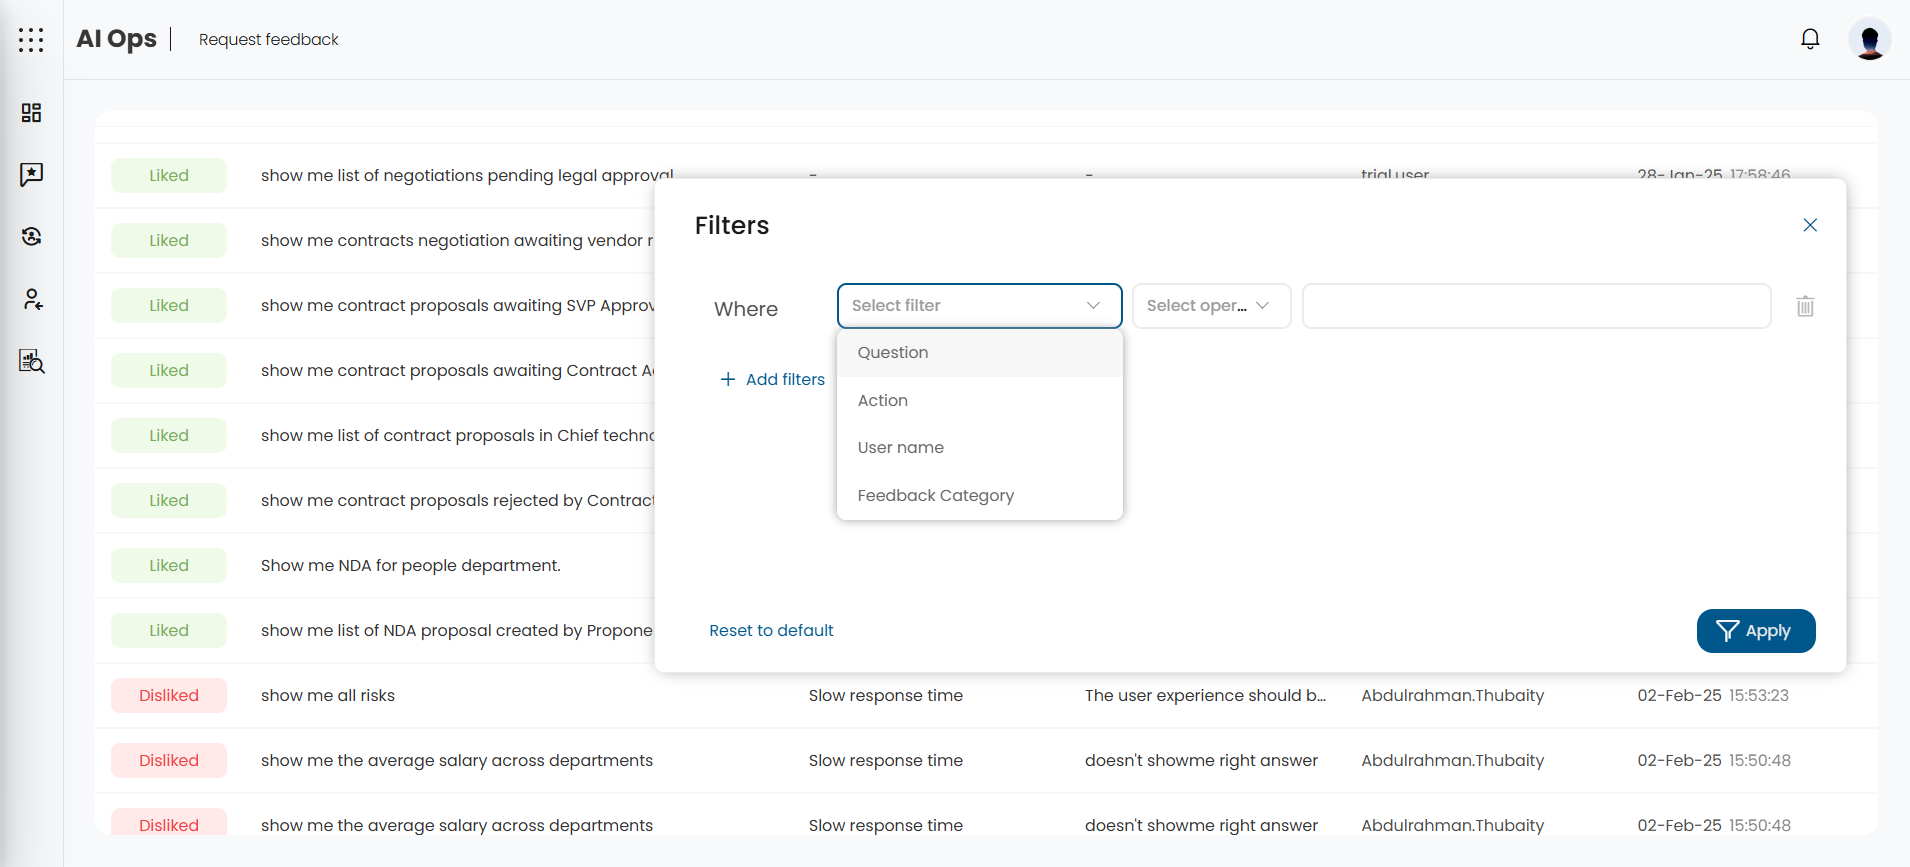 AI Ops Request feedback
Liked show me list of negotiations pending legal approval - - trial.user 28-Jan-25 17:58:46
Filters
Liked show me contracts negotiation awaiting vendor
Where Select filter Select oper...
Liked show me contract proposals awaiting SVP Approv
Question
Liked show me contract proposals awaiting Contract A
Add filters
Action
Liked show me list of contract proposals in Chief techno
User name
Liked show me contract proposals rejected by Contract
Feedback Category
Liked Show me NDA for people department.
Liked show me list of NDA proposal created by Propone
Reset to default Apply
Disliked show me all risks Slow response time The user experience should b... Abdulrahman.Thubaity 02-Feb-25 15:53:23
Disliked show me the average salary across departments Slow response time doesn't showme right answer Abdulrahman.Thubaity 02-Feb-25 15:50:48
Disliked show me the average salary across departments Slow response time doesn't showme right answer Abdulrahman.Thubaity 02-Feb-25 15:50:48